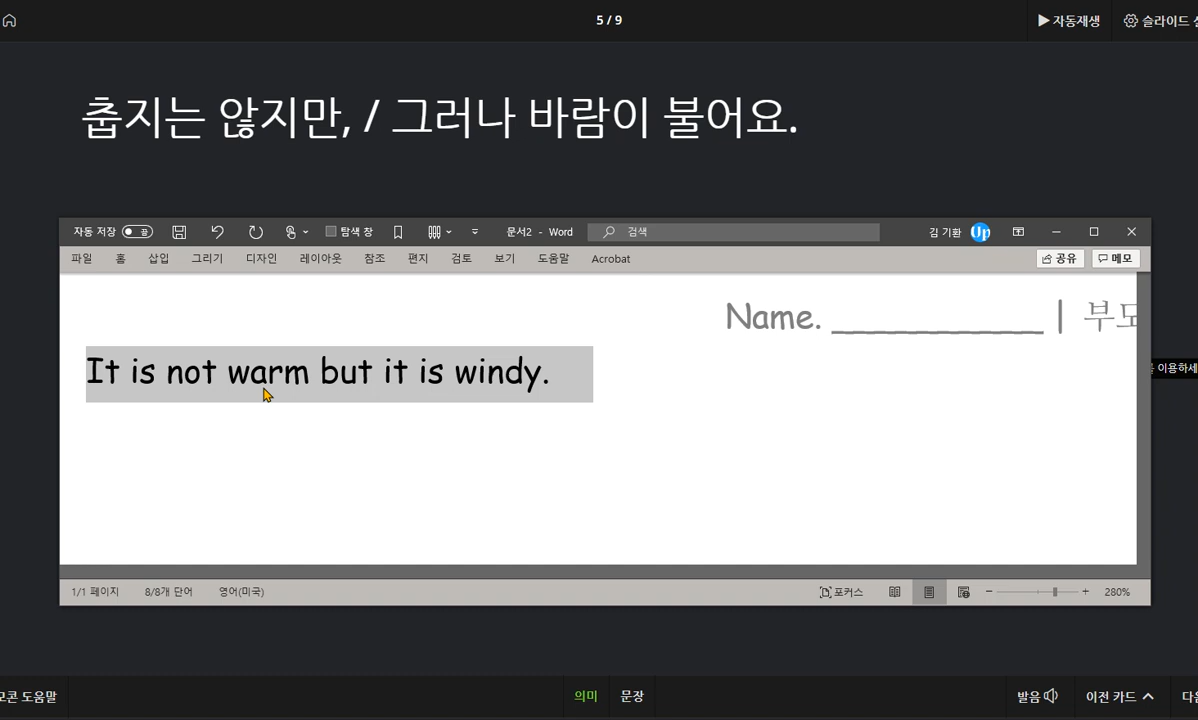 5 / 9
▶ 자동재생
슬라이드
춥지는 않지만, / 그러나 바람이 불어요.
자동 저장 끔
탐색 창
문서2 - Word
검색
김 기환
Up
파일 홈 삽입 그리기 디자인 레이아웃 참조 편지 검토 보기 도움말 Acrobat
공유 메모
Name. ____________ | 부모
It is not warm but it is windy.
이용하세
1/1 페이지 8/8개 단어 영어(미국)
포커스
- + 280%
도움말
의미 문장
발음 이전 카드